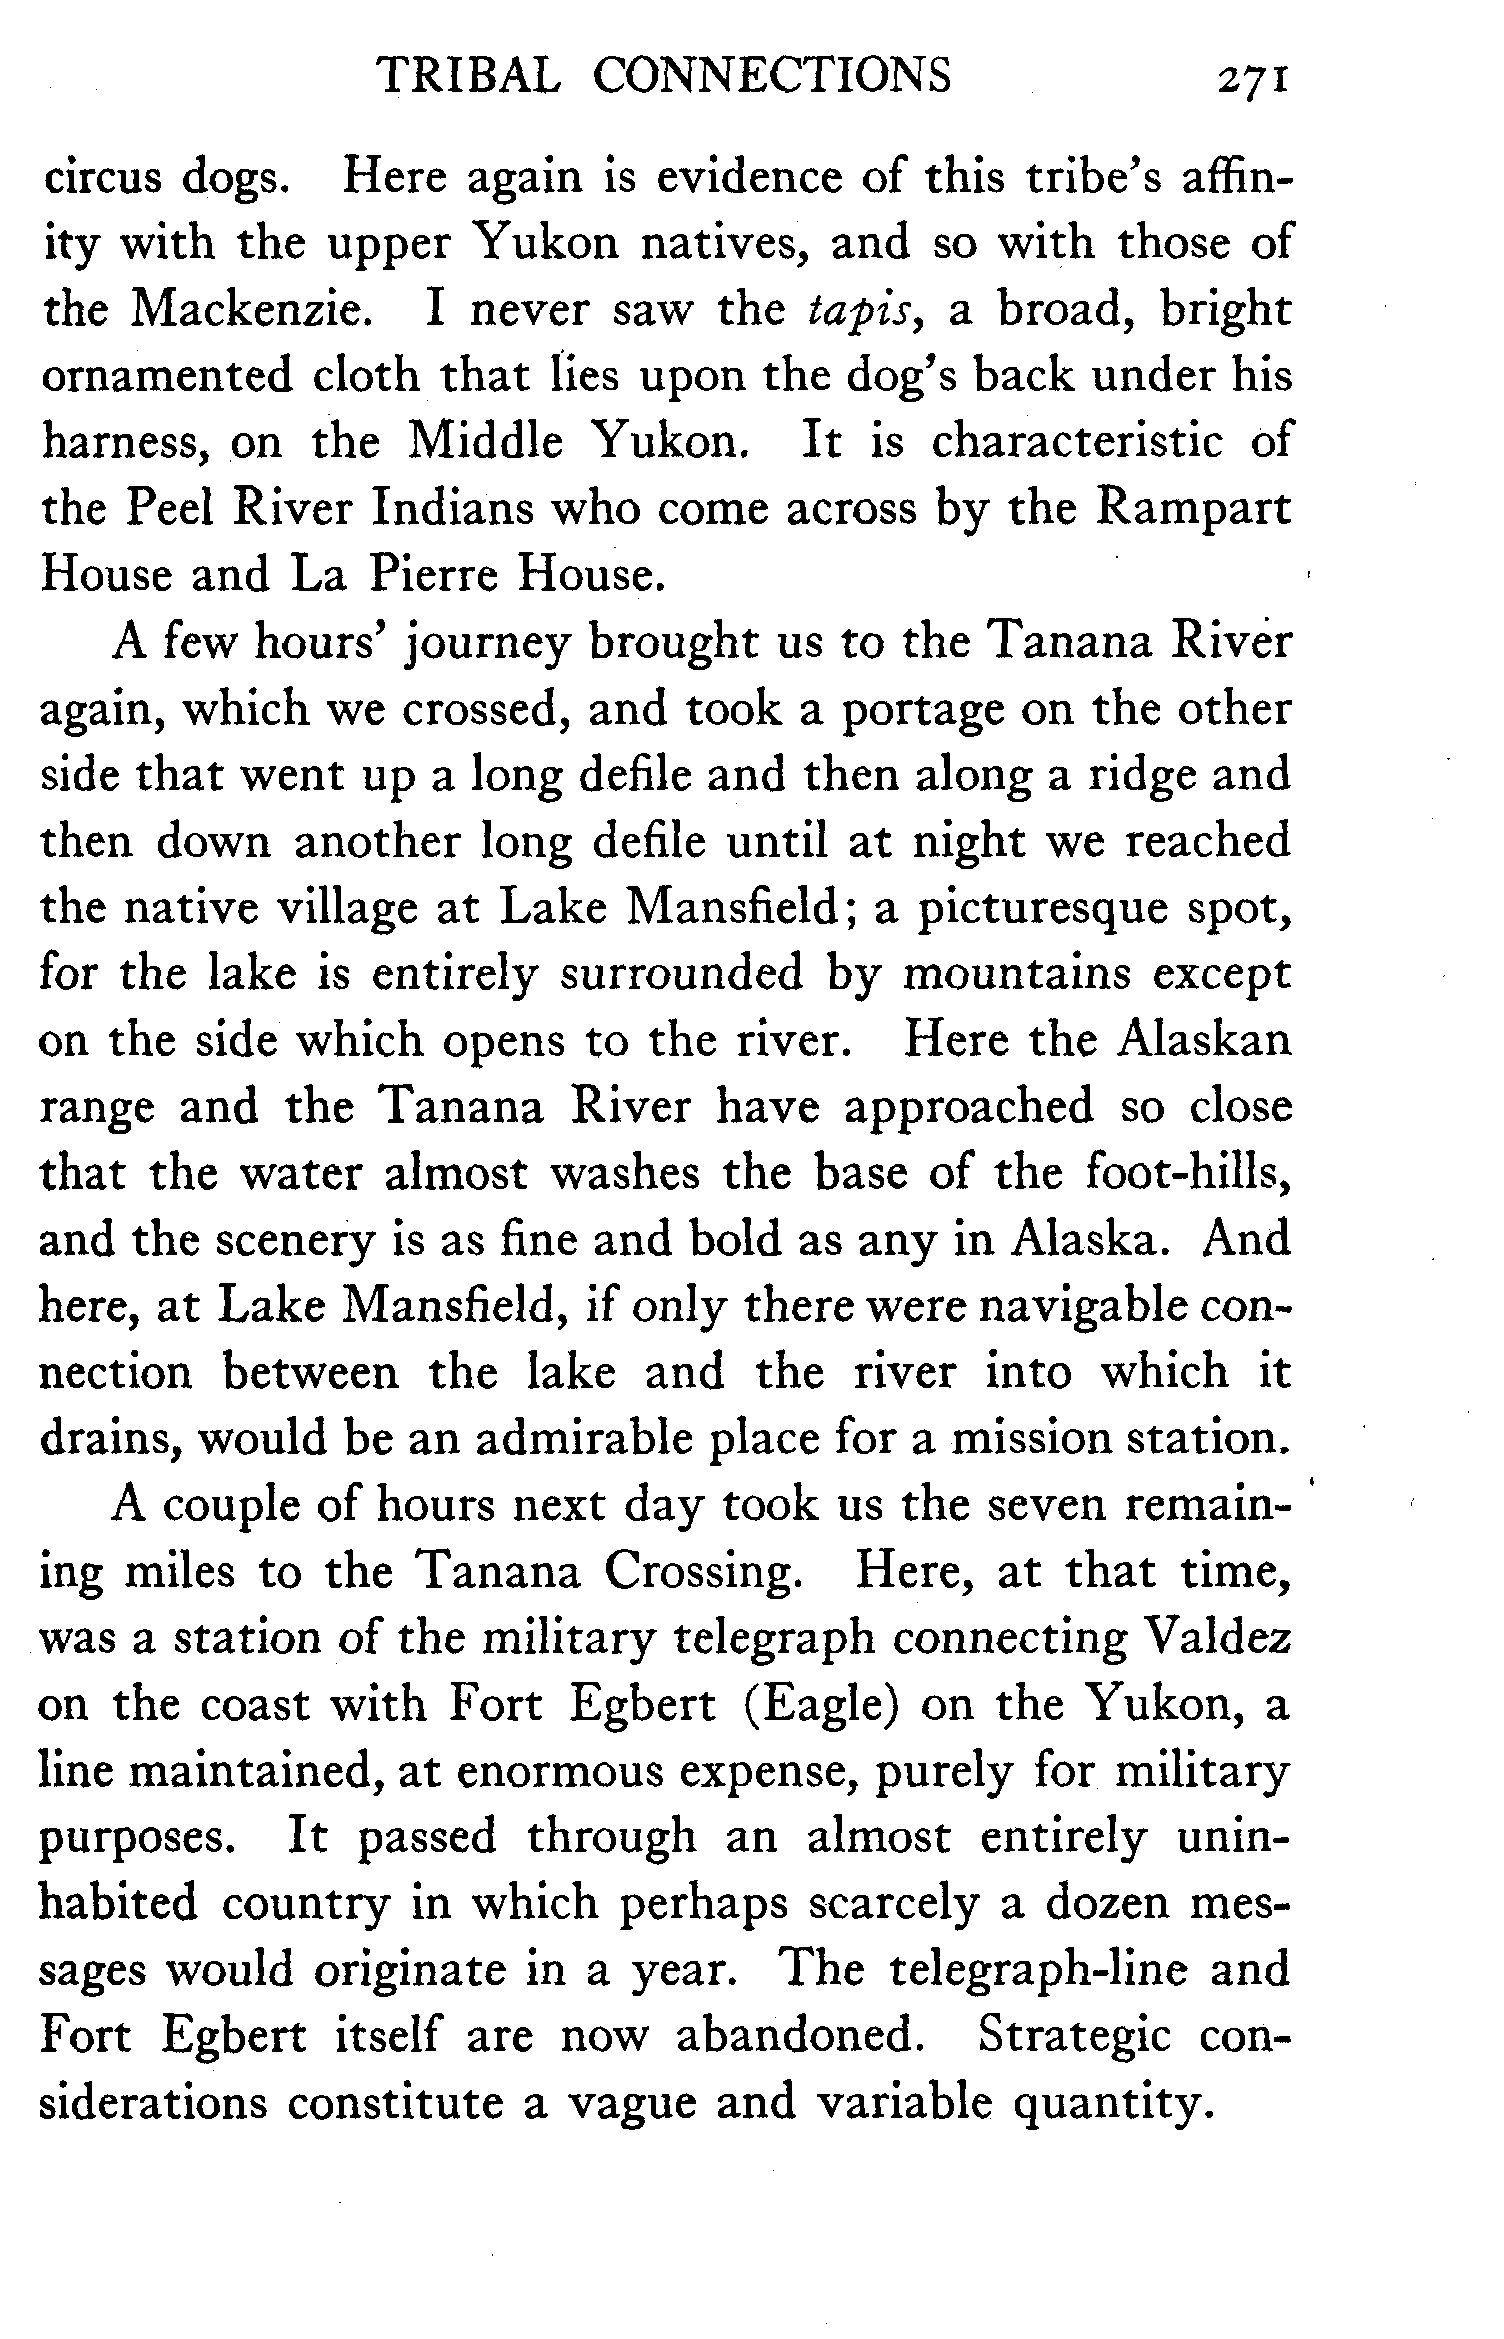 TRIBAL CONNECTIONS 271
circus dogs. Here again is evidence of this tribe's affin-
ity with the upper Yukon natives, and so with those of
the Mackenzie. I never saw the tapis, a broad, bright
ornamented cloth that lies upon the dog's back under his
harness, on the Middle Yukon. It is characteristic of
the Peel River Indians who come across by the Rampart
House and La Pierre House.
A few hours' journey brought us to the Tanana River
again, which we crossed, and took a portage on the other
side that went up a long defile and then along a ridge and
then down another long defile until at night we reached
the native village at Lake Mansfield; a picturesque spot,
for the lake is entirely surrounded by mountains except
on the side which opens to the river. Here the Alaskan
range and the Tanana River have approached so close
that the water almost washes the base of the foot-hills,
and the scenery is as fine and bold as any in Alaska. And
here, at Lake Mansfield, if only there were navigable con-
nection between the lake and the river into which it
drains, would be an admirable place for a mission station.
A couple of hours next day took us the seven remain-
ing miles to the Tanana Crossing. Here, at that time,
was a station of the military telegraph connecting Valdez
on the coast with Fort Egbert (Eagle) on the Yukon, a
line maintained, at enormous expense, purely for military
purposes. It passed through an almost entirely unin-
habited country in which perhaps scarcely a dozen mes-
sages would originate in a year. The telegraph-line and
Fort Egbert itself are now abandoned. Strategic con-
siderations constitute a vague and variable quantity.